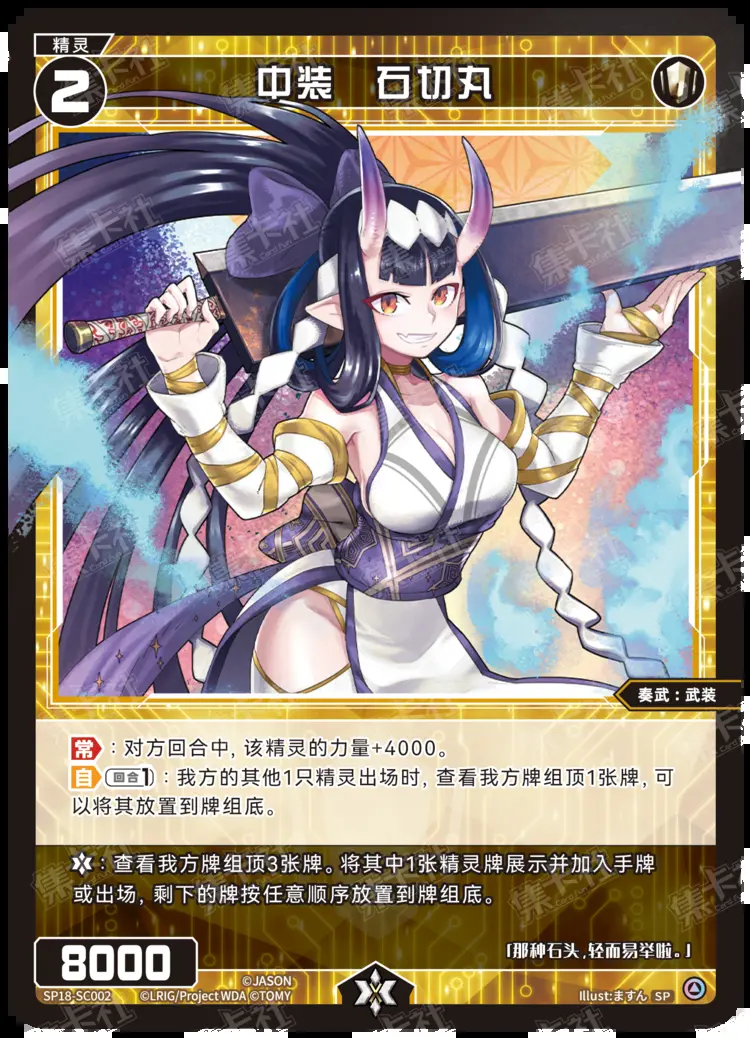 精灵
2
中装 石切丸
奏武：武装
常：对方回合中，该精灵的力量+4000。
自 回合1：我方的其他1只精灵出场时，查看我方牌组顶1张牌，可
以将其放置到牌组底。
：查看我方牌组顶3张牌。将其中1张精灵牌展示并加入手牌
或出场，剩下的牌按任意顺序放置到牌组底。
「那种石头，轻而易举啦。」
8000
©JASON
SP18-SC002 ©LRIG/Project WDA ©TOMY
Illust:ますん SP
集卡社